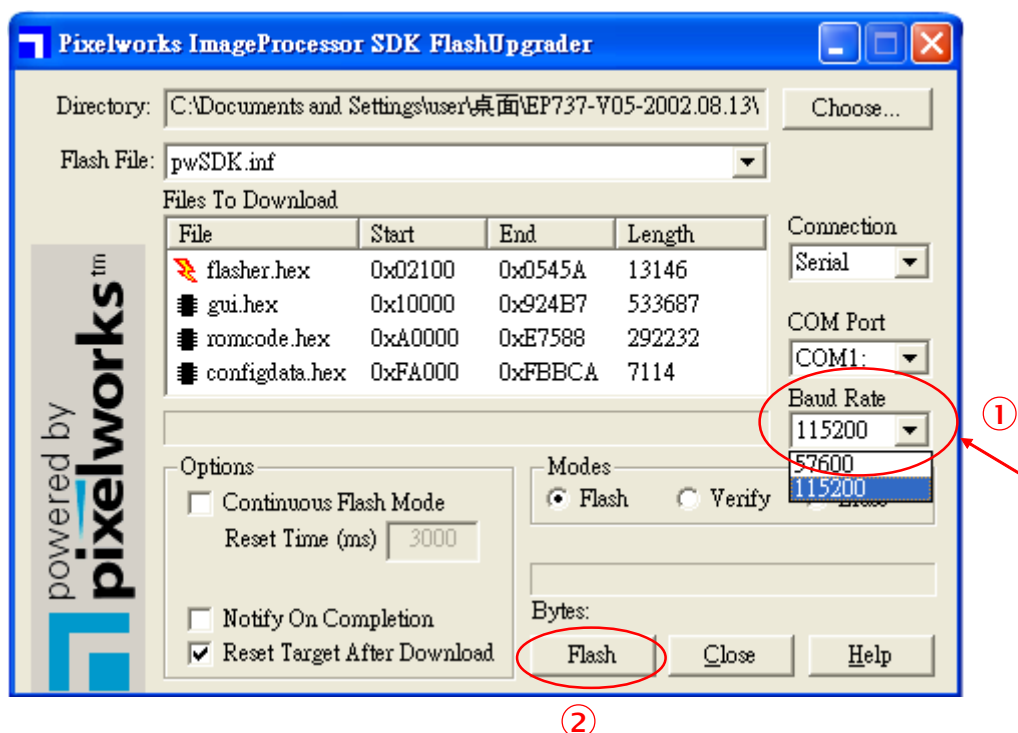 Pixelworks ImageProcessor SDK FlashUpgrader
Directory: C:\Documents and Settings\user\桌面\EP737-V05-2002.08.13\ Choose...
Flash File: pwSDK.inf
Files To Download
File Start End Length
flasher.hex 0x02100 0x0545A 13146
gui.hex 0x10000 0x924B7 533687
romcode.hex 0xA0000 0xE7588 292232
configdata.hex 0xFA000 0xFBBCA 7114
Connection
Serial
COM Port
COM1:
Baud Rate
115200
57600
115200
①
powered by
pixelworks tm
Options
Continuous Flash Mode
Reset Time (ms) 3000
Notify On Completion
Reset Target After Download
Modes
Flash Verify
Bytes:
Flash Close Help
②